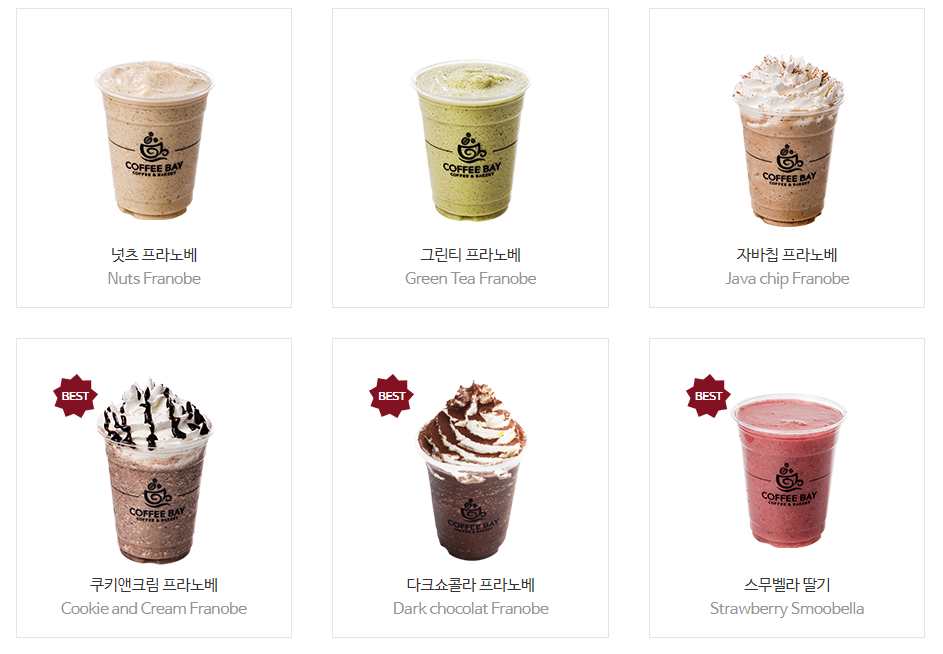 COFFEE BAY
COFFEE & BAKERY
넛츠 프라노베
Nuts Franobe
COFFEE BAY
COFFEE & BAKERY
그린티 프라노베
Green Tea Franobe
COFFEE BAY
COFFEE & BAKERY
자바칩 프라노베
Java chip Franobe
BEST
COFFEE BAY
COFFEE & BAKERY
쿠키앤크림 프라노베
Cookie and Cream Franobe
BEST
COFFEE BAY
COFFEE & BAKERY
다크쇼콜라 프라노베
Dark chocolat Franobe
BEST
COFFEE BAY
COFFEE & BAKERY
스무벨라 딸기
Strawberry Smoobella